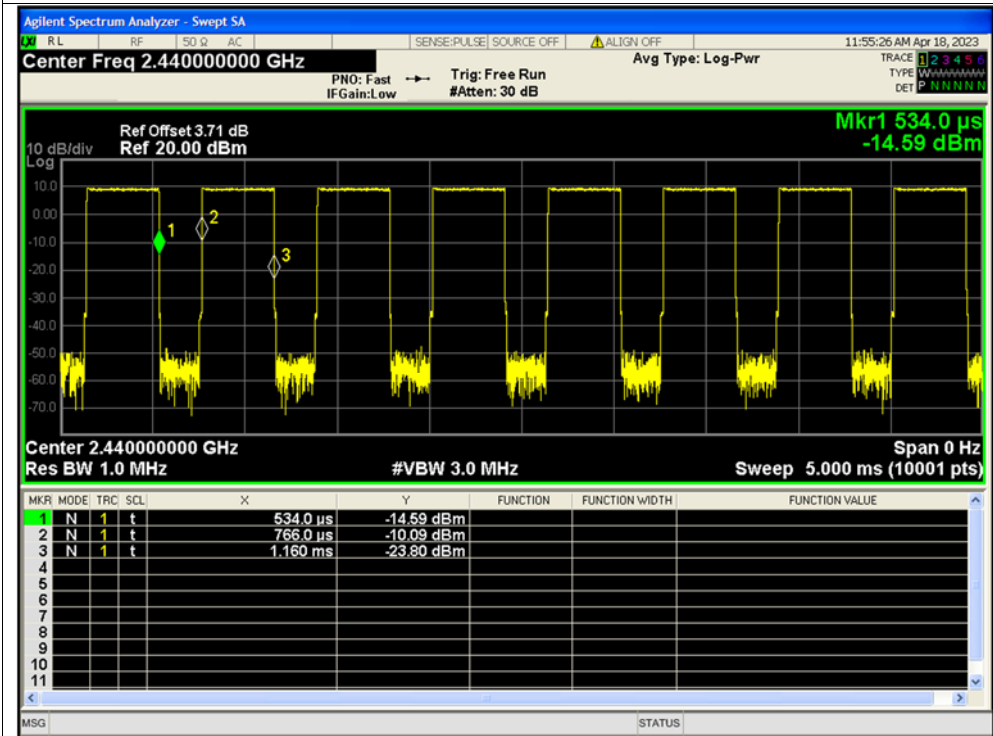 Agilent Spectrum Analyzer - Swept SA
RL RF 50 Ω AC SENSE:PULSE SOURCE OFF ALIGN OFF 11:55:26 AM Apr 18, 2023
Center Freq 2.440000000 GHz
PNO: Fast
IFGain:Low
Trig: Free Run
#Atten: 30 dB
Avg Type: Log-Pwr
TRACE 1 2 3 4 5 6
TYPE W
DET P N N N N N
Mkr1 534.0 µs
-14.59 dBm
Ref Offset 3.71 dB
Ref 20.00 dBm
10 dB/div
Log
10.0
0.00
-10.0
-20.0
-30.0
-40.0
-50.0
-60.0
-70.0
1
2
3
Center 2.440000000 GHz
Span 0 Hz
Res BW 1.0 MHz
#VBW 3.0 MHz
Sweep 5.000 ms (10001 pts)
MKR MODE TRC SCL X Y FUNCTION FUNCTION WIDTH FUNCTION VALUE
1 N 1 t 534.0 µs -14.59 dBm
2 N 1 t 766.0 µs -10.09 dBm
3 N 1 t 1.160 ms -23.80 dBm
4
5
6
7
8
9
10
11
MSG
STATUS